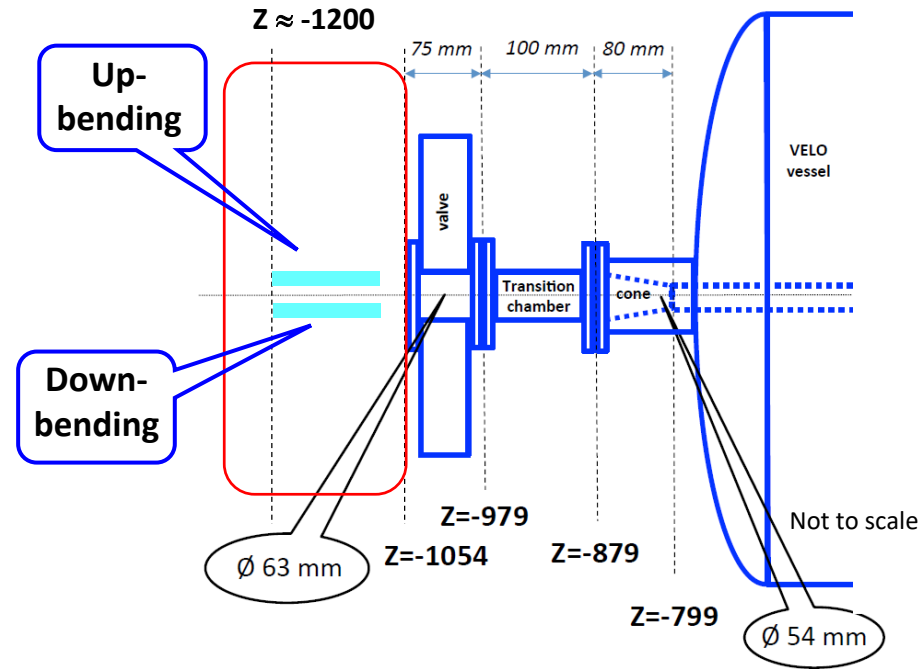 Z ≈ -1200
75 mm
100 mm
80 mm
Up-
bending
VELO
vessel
valve
Transition
chamber
cone
Down-
bending
Z=-979
Not to scale
Z=-1054
Z=-879
Ø 63 mm
Z=-799
Ø 54 mm